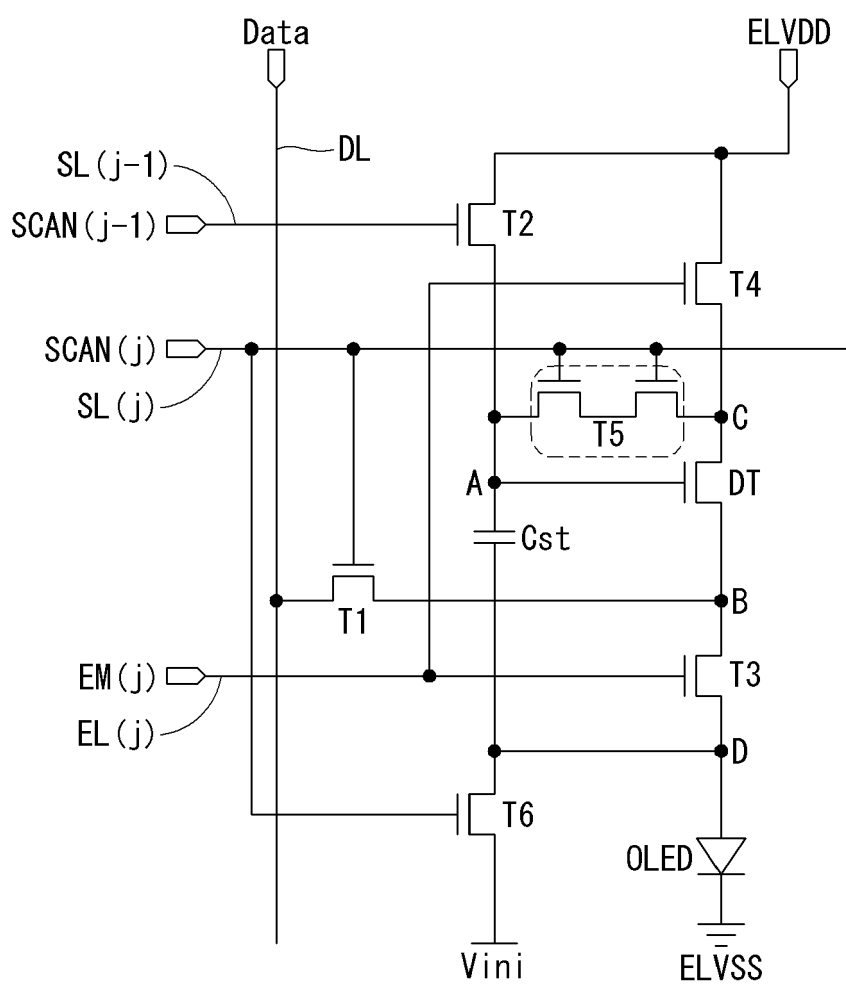 Data
ELVDD
DL
SL(j-1)
SCAN(j-1)
T2
T4
SCAN(j)
SL(j)
T5
C
A
DT
Cst
B
T1
EM(j)
T3
EL(j)
D
T6
OLED
Vini
ELVSS